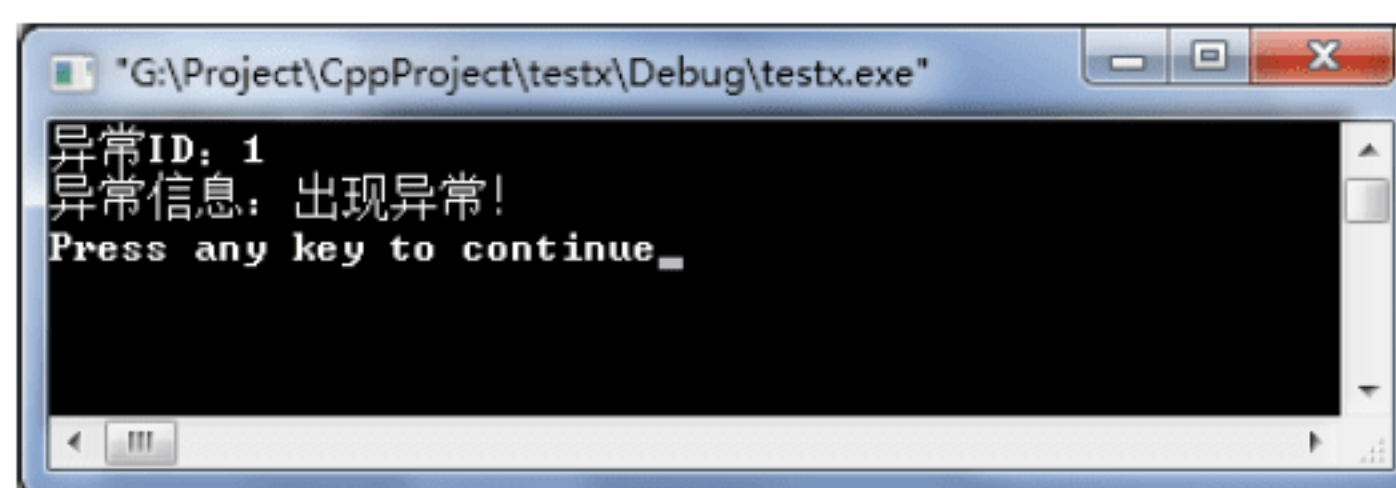 "G:\Project\CppProject\testx\Debug\testx.exe"
异常ID：1
异常信息：出现异常！
Press any key to continue